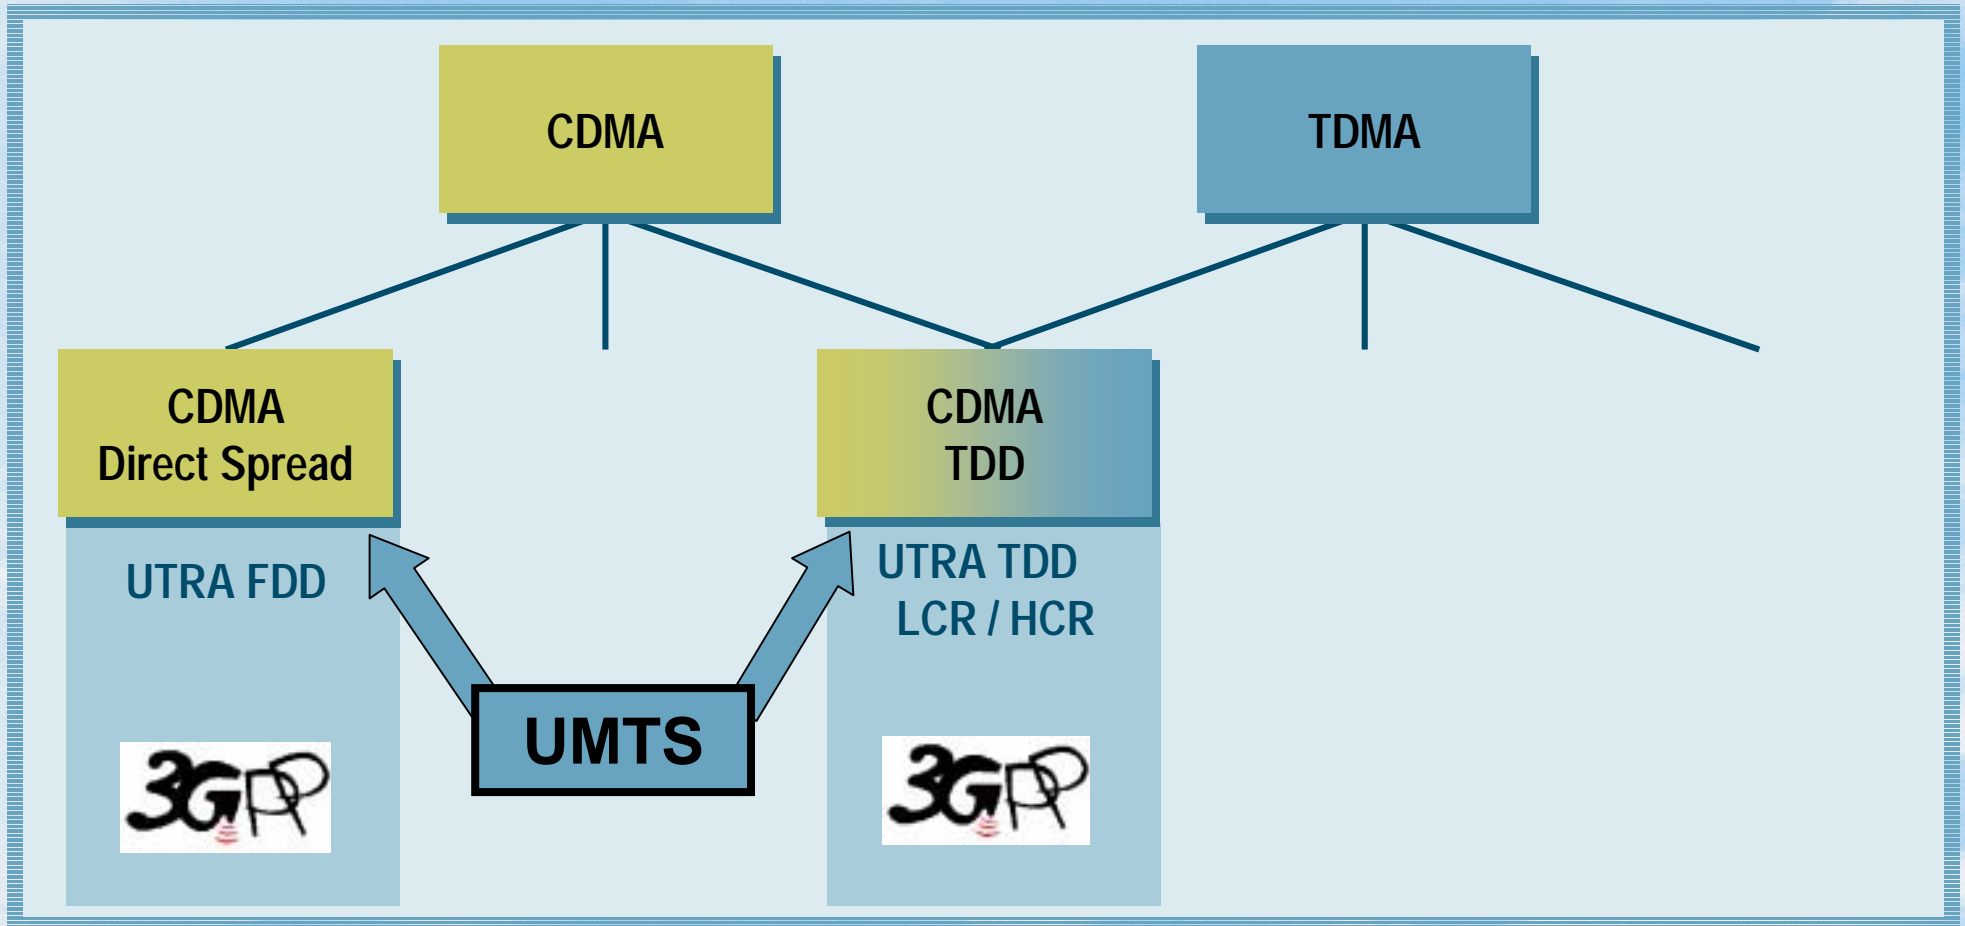 CDMA
TDMA
CDMA
Direct Spread
CDMA
TDD
UTRA FDD
UTRA TDD
LCR / HCR
UMTS
3GPP
3GPP